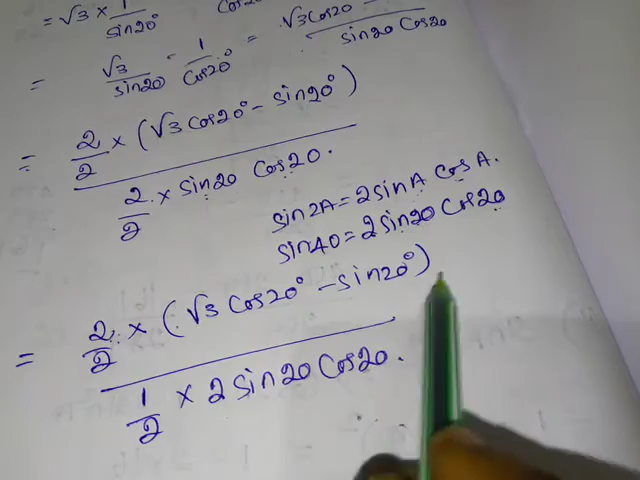 = √3 × 1/sin20° cos
= √3/sin20 - 1/cos20° = √3cos20 - / sin20 cos20
= 2/2 × (√3 cos20° - sin20°) / 2/2 × sin20 cos20.
sin2A = 2sinA cosA.
sin40 = 2sin20 cos20
= 2/2 × (√3 cos20° - sin20°) / 1/2 × 2 sin20 cos20.